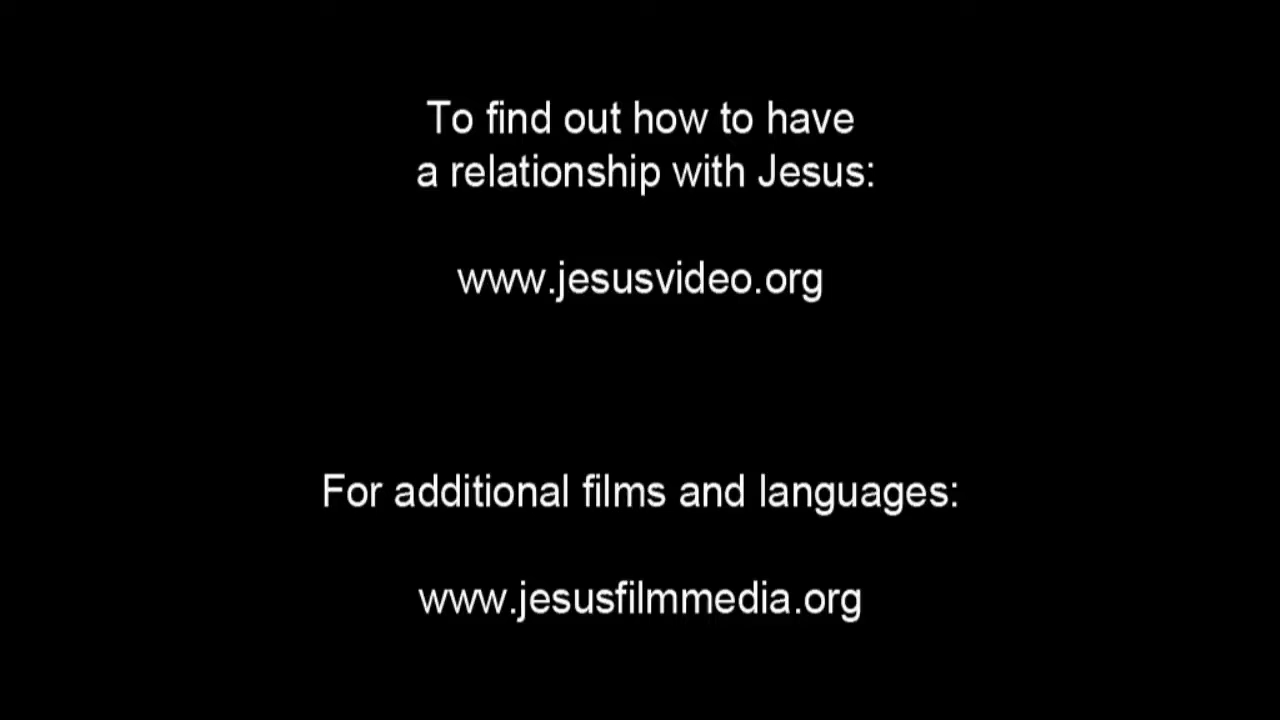 To find out how to have
a relationship with Jesus:
www.jesusvideo.org
For additional films and languages:
www.jesusfilmmedia.org